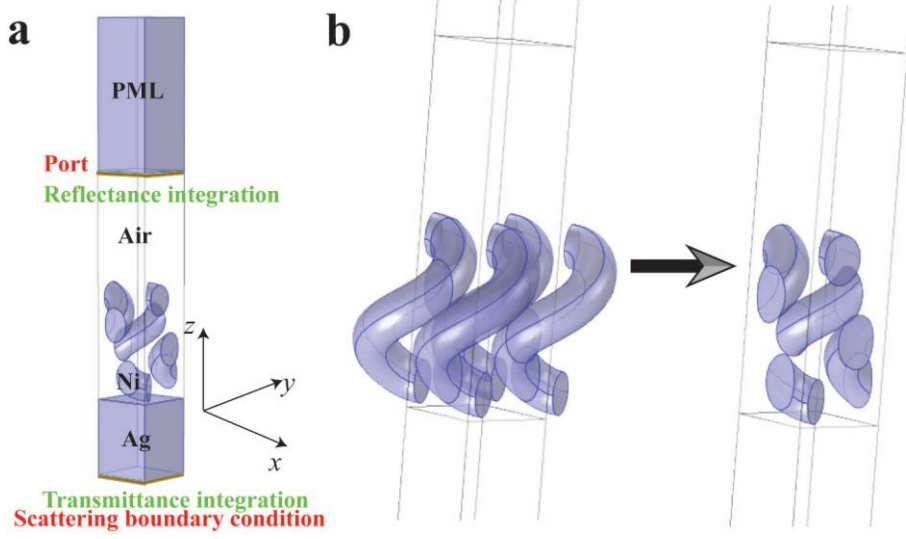 a
b
PML
Port
Reflectance integration
Air
z
y
Ni
Ag
x
Transmittance integration
Scattering boundary condition